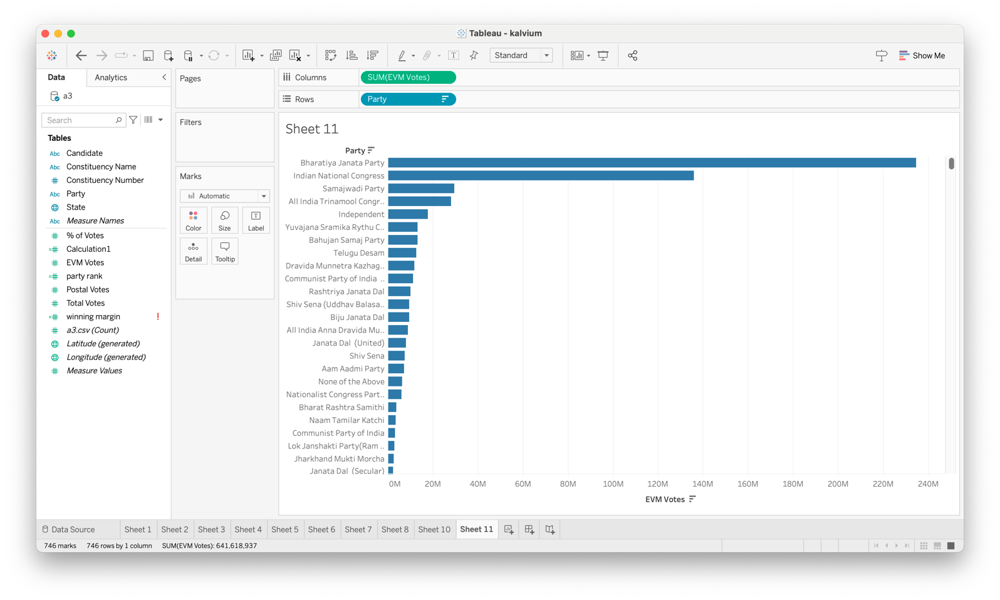 Tableau - kalvium
Standard
Show Me
Data
Analytics
a3
Search
Tables
Abc Candidate
Abc Constituency Name
# Constituency Number
Abc Party
State
Abc Measure Names
# % of Votes
=# Calculation1
# EVM Votes
=# party rank
# Postal Votes
# Total Votes
=# winning margin !
# a3.csv (Count)
Latitude (generated)
Longitude (generated)
# Measure Values
Pages
Filters
Marks
Automatic
Color
Size
T
Label
Detail
Tooltip
Columns
SUM(EVM Votes)
Rows
Party
Sheet 11
Party
Bharatiya Janata Party
Indian National Congress
Samajwadi Party
All India Trinamool Congr..
Independent
Yuvajana Sramika Rythu C..
Bahujan Samaj Party
Telugu Desam
Dravida Munnetra Kazhag..
Communist Party of India ..
Rashtriya Janata Dal
Shiv Sena (Uddhav Balasa..
Biju Janata Dal
All India Anna Dravida Mu..
Janata Dal (United)
Shiv Sena
Aam Aadmi Party
None of the Above
Nationalist Congress Part..
Bharat Rashtra Samithi
Naam Tamilar Katchi
Communist Party of India
Lok Janshakti Party(Ram ..
Jharkhand Mukti Morcha
Janata Dal (Secular)
0M 20M 40M 60M 80M 100M 120M 140M 160M 180M 200M 220M 240M
EVM Votes
Data Source
Sheet 1
Sheet 2
Sheet 3
Sheet 4
Sheet 5
Sheet 6
Sheet 7
Sheet 8
Sheet 10
Sheet 11
746 marks
746 rows by 1 column
SUM(EVM Votes): 641,618,937